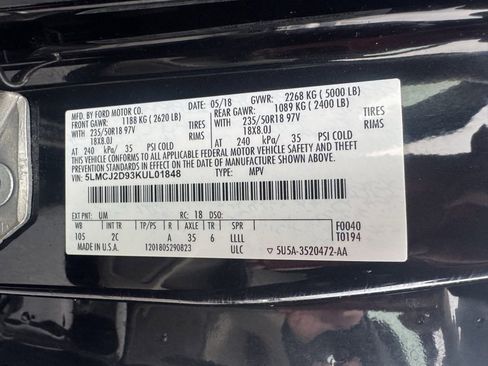 MFD. BY FORD MOTOR CO. 05/18 GVWR: 2268 KG ( 5000 LB)
FRONT GAWR: 1188 KG ( 2620 LB) REAR GAWR: 1089 KG ( 2400 LB)
WITH 235/50R18 97V TIRES WITH 235/50R18 97V TIRES
18X8.0J RIMS 18X8.0J RIMS
AT 240 kPa/ 35 PSI COLD AT 240 kPa/ 35 PSI COLD
THIS VEHICLE CONFORMS TO ALL APPLICABLE FEDERAL MOTOR VEHICLE SAFETY AND THEFT PREVENTION STANDARDS IN EFFECT ON THE DATE OF MANUFACTURE SHOWN ABOVE.
VIN: 5LMCJ2D93KUL01848 TYPE: MPV
EXT PNT: UM RC: 18 DSO: F0040
WB INT TR TP/PS R AXLE TR SPR T0194
105 2C A 35 6 LLLL
MADE IN U.S.A. 1201805290823 ULC 5U5A-3520472-AA